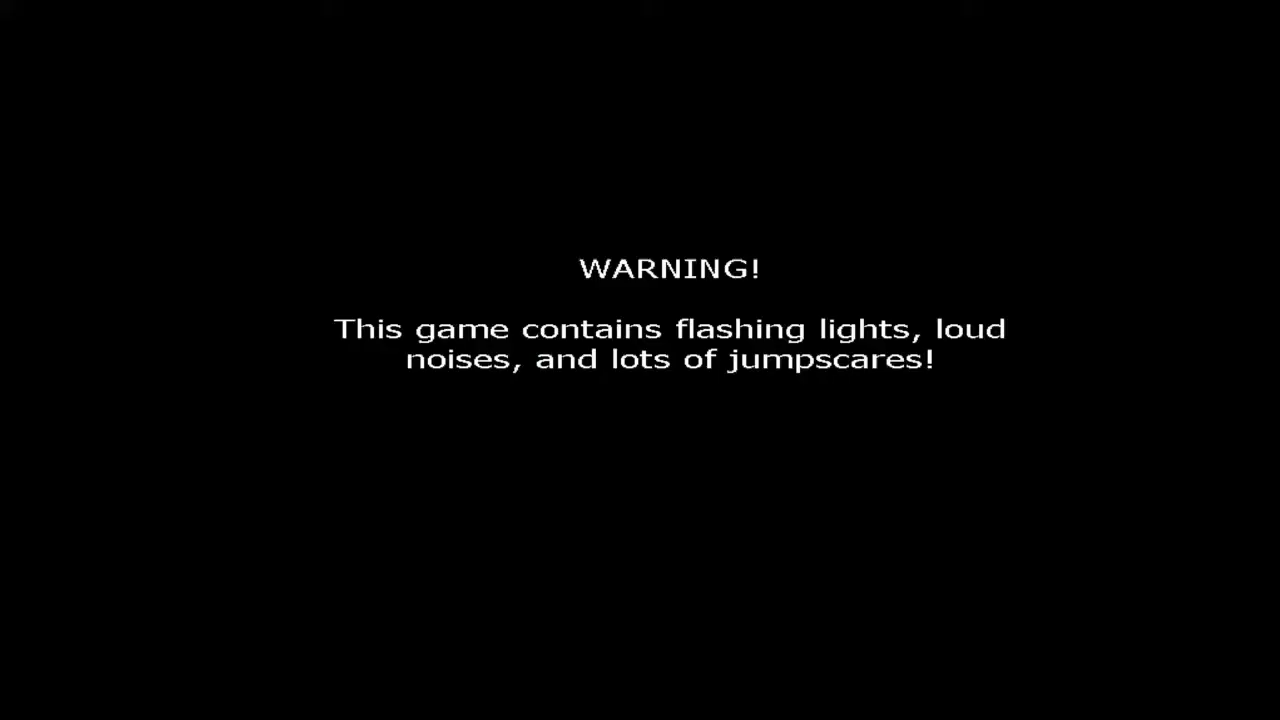 WARNING!
This game contains flashing lights, loud
noises, and lots of jumpscares!